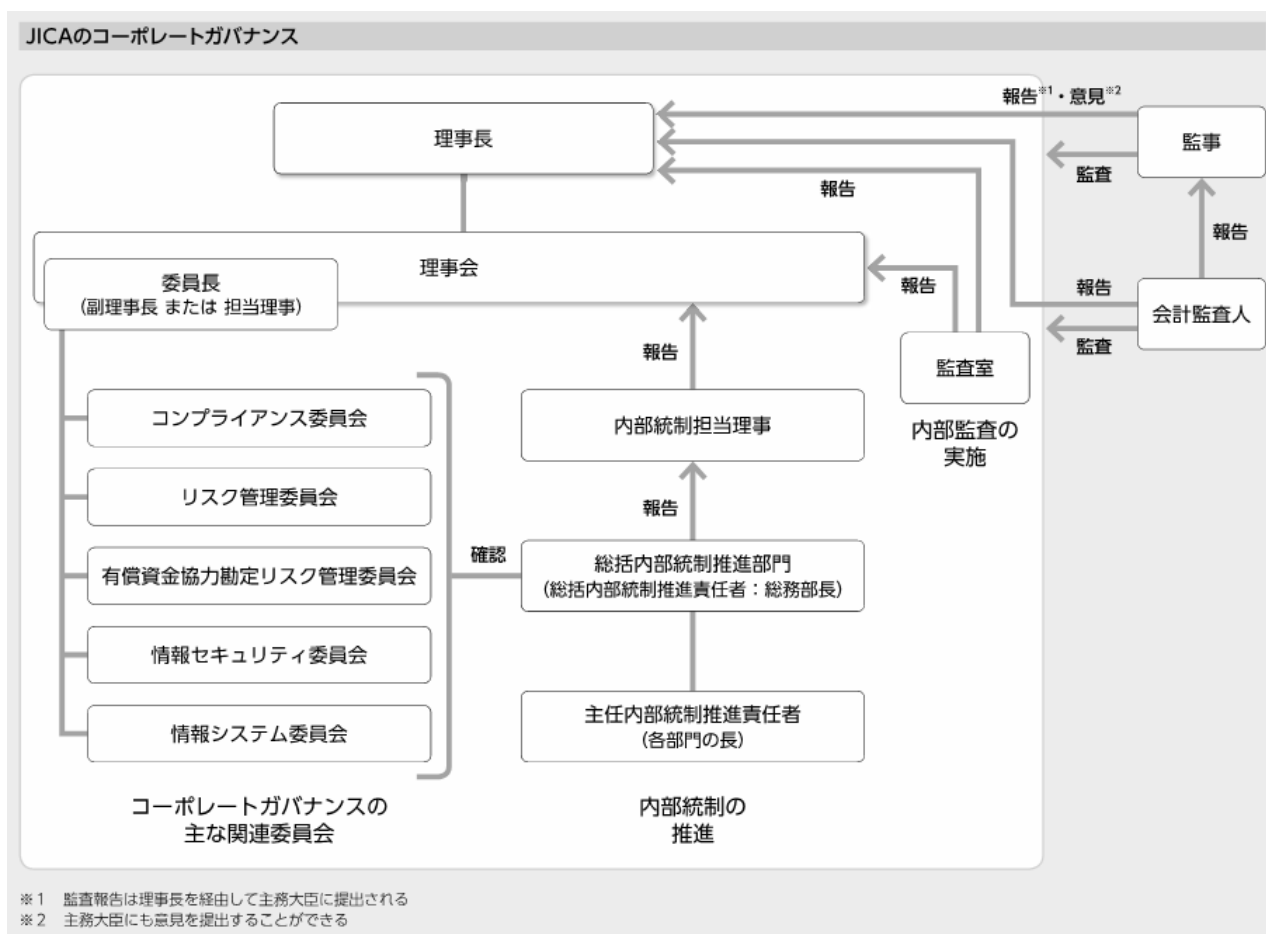 JICAのコーポレートガバナンス
報告※1・意見※2
理事長
監事
監査
報告
報告
理事会
委員長
(副理事長 または 担当理事)
報告
報告
会計監査人
監査
報告
監査室
コンプライアンス委員会
内部統制担当理事
内部監査の
実施
リスク管理委員会
報告
確認
総括内部統制推進部門
(総括内部統制推進責任者：総務部長)
有償資金協力勘定リスク管理委員会
情報セキュリティ委員会
主任内部統制推進責任者
(各部門の長)
情報システム委員会
コーポレートガバナンスの
主な関連委員会
内部統制の
推進
※1 監査報告は理事長を経由して主務大臣に提出される
※2 主務大臣にも意見を提出することができる